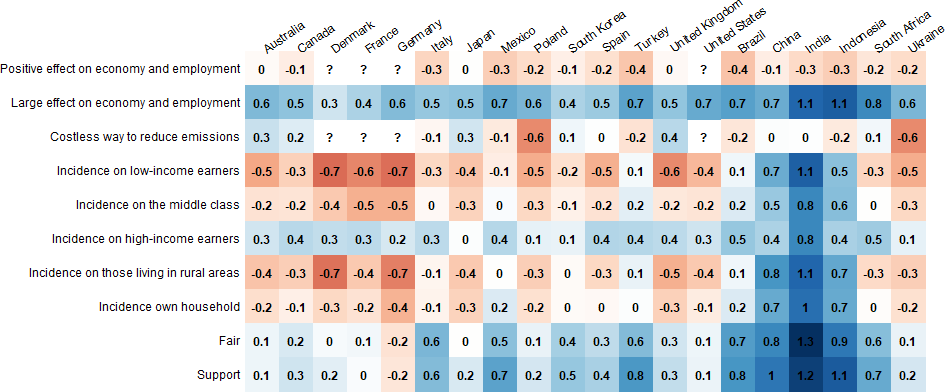 Australia Canada Denmark France Germany Italy Japan Mexico Poland South Korea Spain Turkey United Kingdom United States Brazil China India Indonesia South Africa Ukraine
Positive effect on economy and employment 0 -0.1 ? ? ? -0.3 0 -0.3 -0.2 -0.1 -0.2 -0.4 0 ? -0.4 -0.1 -0.3 -0.3 -0.2 -0.2
Large effect on economy and employment 0.6 0.5 0.3 0.4 0.6 0.5 0.5 0.7 0.6 0.4 0.5 0.7 0.5 0.7 0.7 0.7 1.1 1.1 0.8 0.6
Costless way to reduce emissions 0.3 0.2 ? ? ? -0.1 0.3 -0.1 -0.6 0.1 0 -0.2 0.4 ? -0.2 0 0 -0.2 0.1 -0.6
Incidence on low-income earners -0.5 -0.3 -0.7 -0.6 -0.7 -0.3 -0.4 -0.1 -0.5 -0.2 -0.5 0.1 -0.6 -0.4 0.1 0.7 1.1 0.5 -0.3 -0.5
Incidence on the middle class -0.2 -0.2 -0.4 -0.5 -0.5 0 -0.3 0 -0.3 -0.1 -0.2 0.2 -0.2 -0.2 0.2 0.5 0.8 0.6 0 -0.3
Incidence on high-income earners 0.3 0.4 0.3 0.3 0.2 0.3 0 0.4 0.1 0.1 0.4 0.4 0.4 0.3 0.5 0.4 0.8 0.4 0.5 0.1
Incidence on those living in rural areas -0.4 -0.3 -0.7 -0.4 -0.7 -0.1 -0.4 0 -0.3 0 -0.3 0.1 -0.5 -0.4 0.1 0.8 1.1 0.7 -0.3 -0.3
Incidence own household -0.2 -0.1 -0.3 -0.2 -0.4 -0.1 -0.3 0.2 -0.2 0 0 0 -0.3 -0.1 0.2 0.7 1 0.7 0 -0.2
Fair 0.1 0.2 0 0.1 -0.2 0.6 0 0.5 0.1 0.4 0.3 0.6 0.3 0.1 0.7 0.8 1.3 0.9 0.6 0.1
Support 0.1 0.3 0.2 0 -0.2 0.6 0.2 0.7 0.2 0.5 0.4 0.8 0.3 0.1 0.8 1 1.2 1.1 0.7 0.2